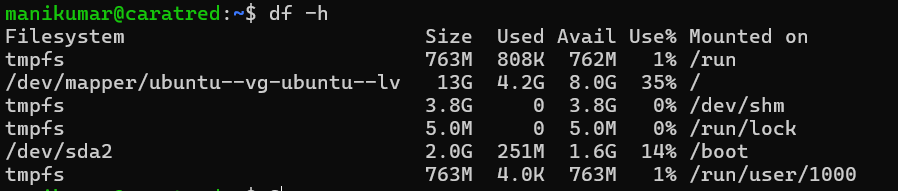 manikumar@caratred:~$ df -h
Filesystem                         Size  Used Avail Use% Mounted on
tmpfs                              763M  808K  762M   1% /run
/dev/mapper/ubuntu--vg-ubuntu--lv   13G  4.2G  8.0G  35% /
tmpfs                              3.8G     0  3.8G   0% /dev/shm
tmpfs                              5.0M     0  5.0M   0% /run/lock
/dev/sda2                          2.0G  251M  1.6G  14% /boot
tmpfs                              763M  4.0K  763M   1% /run/user/1000